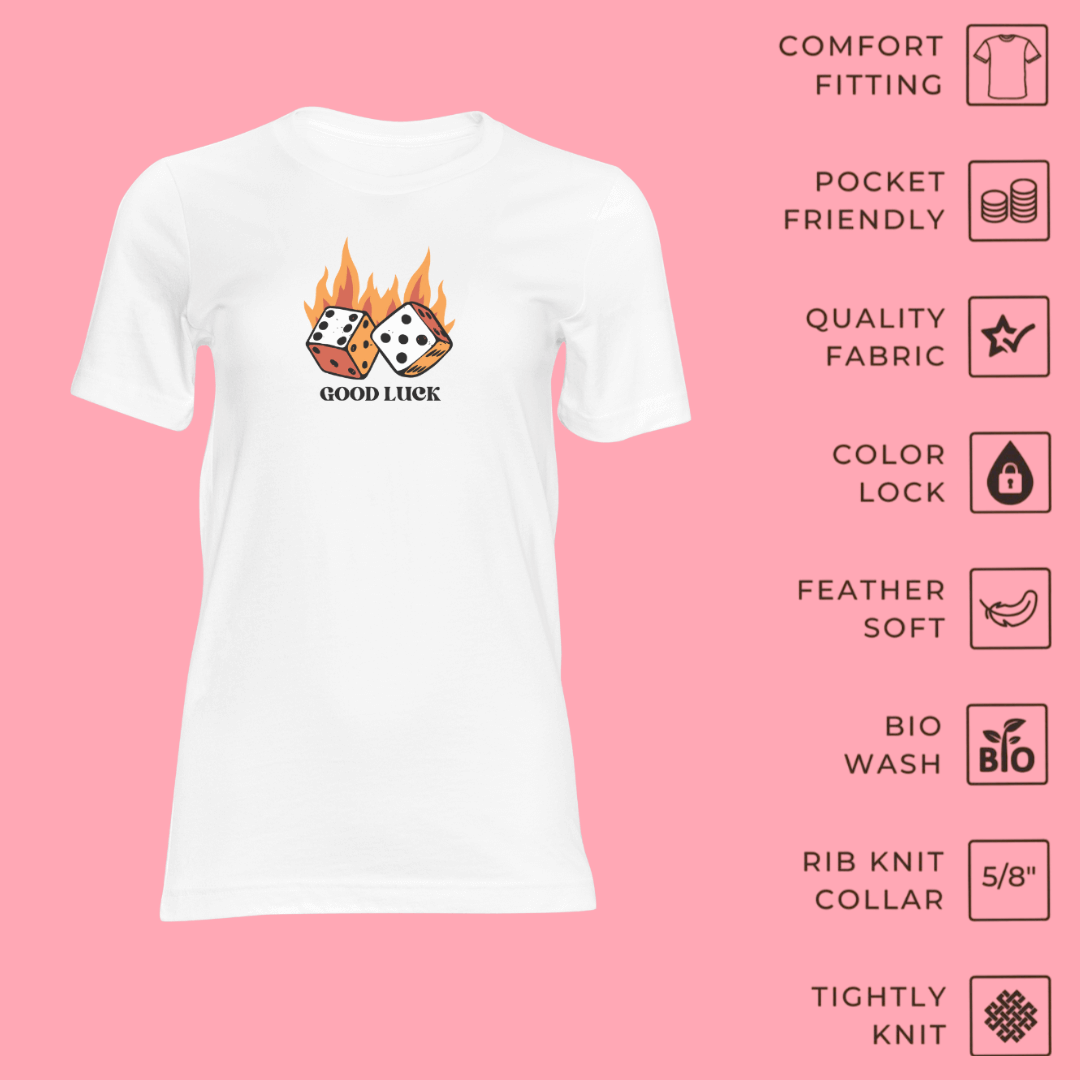 GOOD LUCK
COMFORT
FITTING
POCKET
FRIENDLY
QUALITY
FABRIC
COLOR
LOCK
FEATHER
SOFT
BIO
WASH
BIO
RIB KNIT
COLLAR
5/8"
TIGHTLY
KNIT